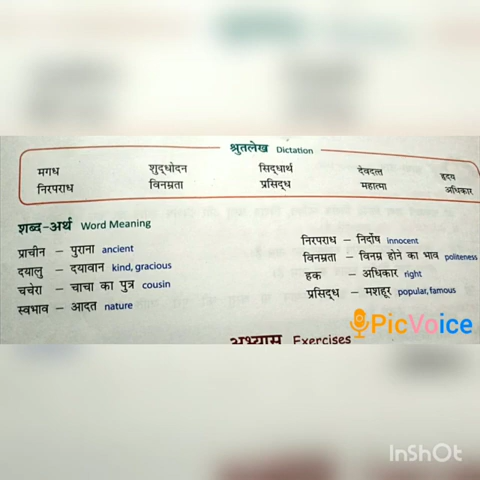 श्रुतलेख Dictation
मगध शुद्धोदन सिद्धार्थ देवदत्त हृदय
निरपराध विनम्रता प्रसिद्ध महात्मा अधिकार
शब्द-अर्थ Word Meaning
प्राचीन – पुराना ancient
दयालु – दयावान kind, gracious
चचेरा – चाचा का पुत्र cousin
स्वभाव – आदत nature
निरपराध – निर्दोष innocent
विनम्रता – विनम्र होने का भाव politeness
हक – अधिकार right
प्रसिद्ध – मशहूर popular, famous
PicVoice
अभ्यास Exercises
InShOt